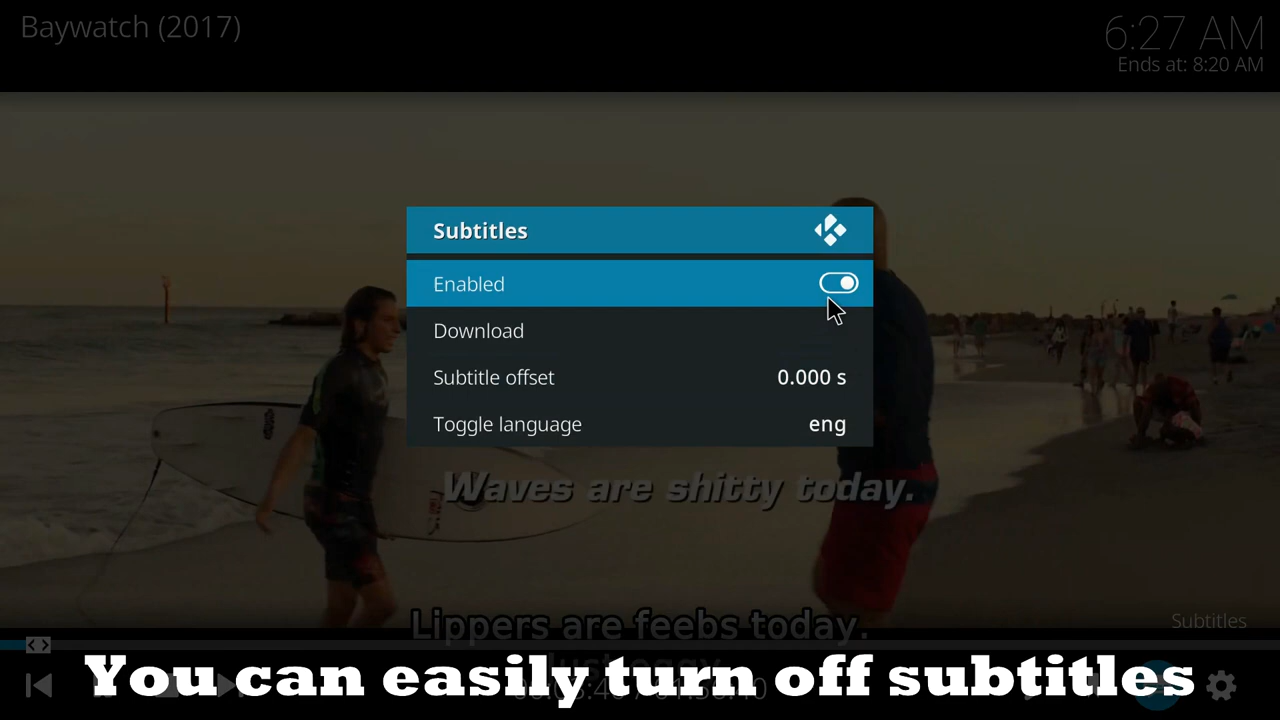 Baywatch (2017)
6:27 AM
Ends at: 8:20 AM
Subtitles
Enabled
Download
Subtitle offset 0.000 s
Toggle language eng
Waves are shitty today.
Lippers are feebs today.
Subtitles
You can easily turn off subtitles